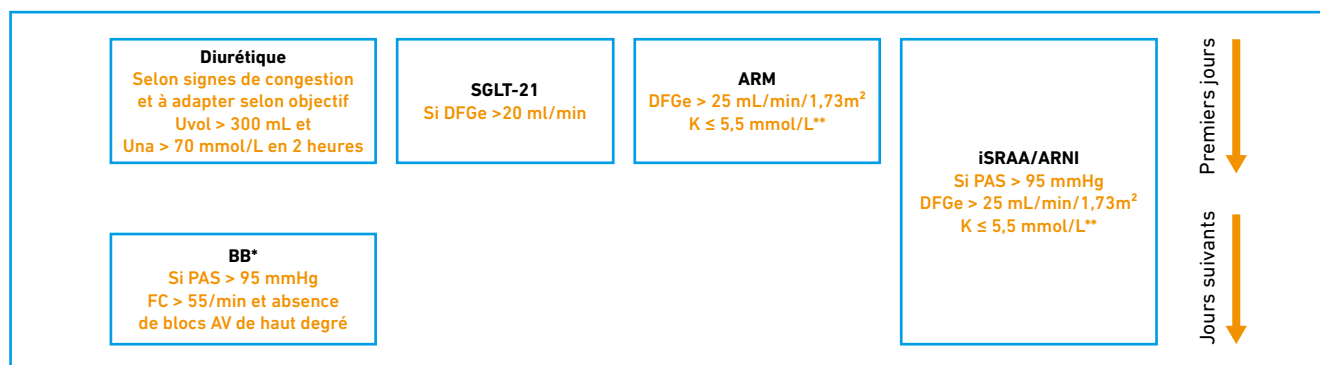 Diurétique
Selon signes de congestion
et à adapter selon objectif
Uvol > 300 mL et
Una > 70 mmol/L en 2 heures
SGLT-21
Si DFGe >20 ml/min
ARM
DFGe > 25 mL/min/1,73m²
K ≤ 5,5 mmol/L**
iSRAA/ARNI
Si PAS > 95 mmHg
DFGe > 25 mL/min/1,73m²
K ≤ 5,5 mmol/L**
Premiers jours
BB*
Si PAS > 95 mmHg
FC > 55/min et absence
de blocs AV de haut degré
Jours suivants